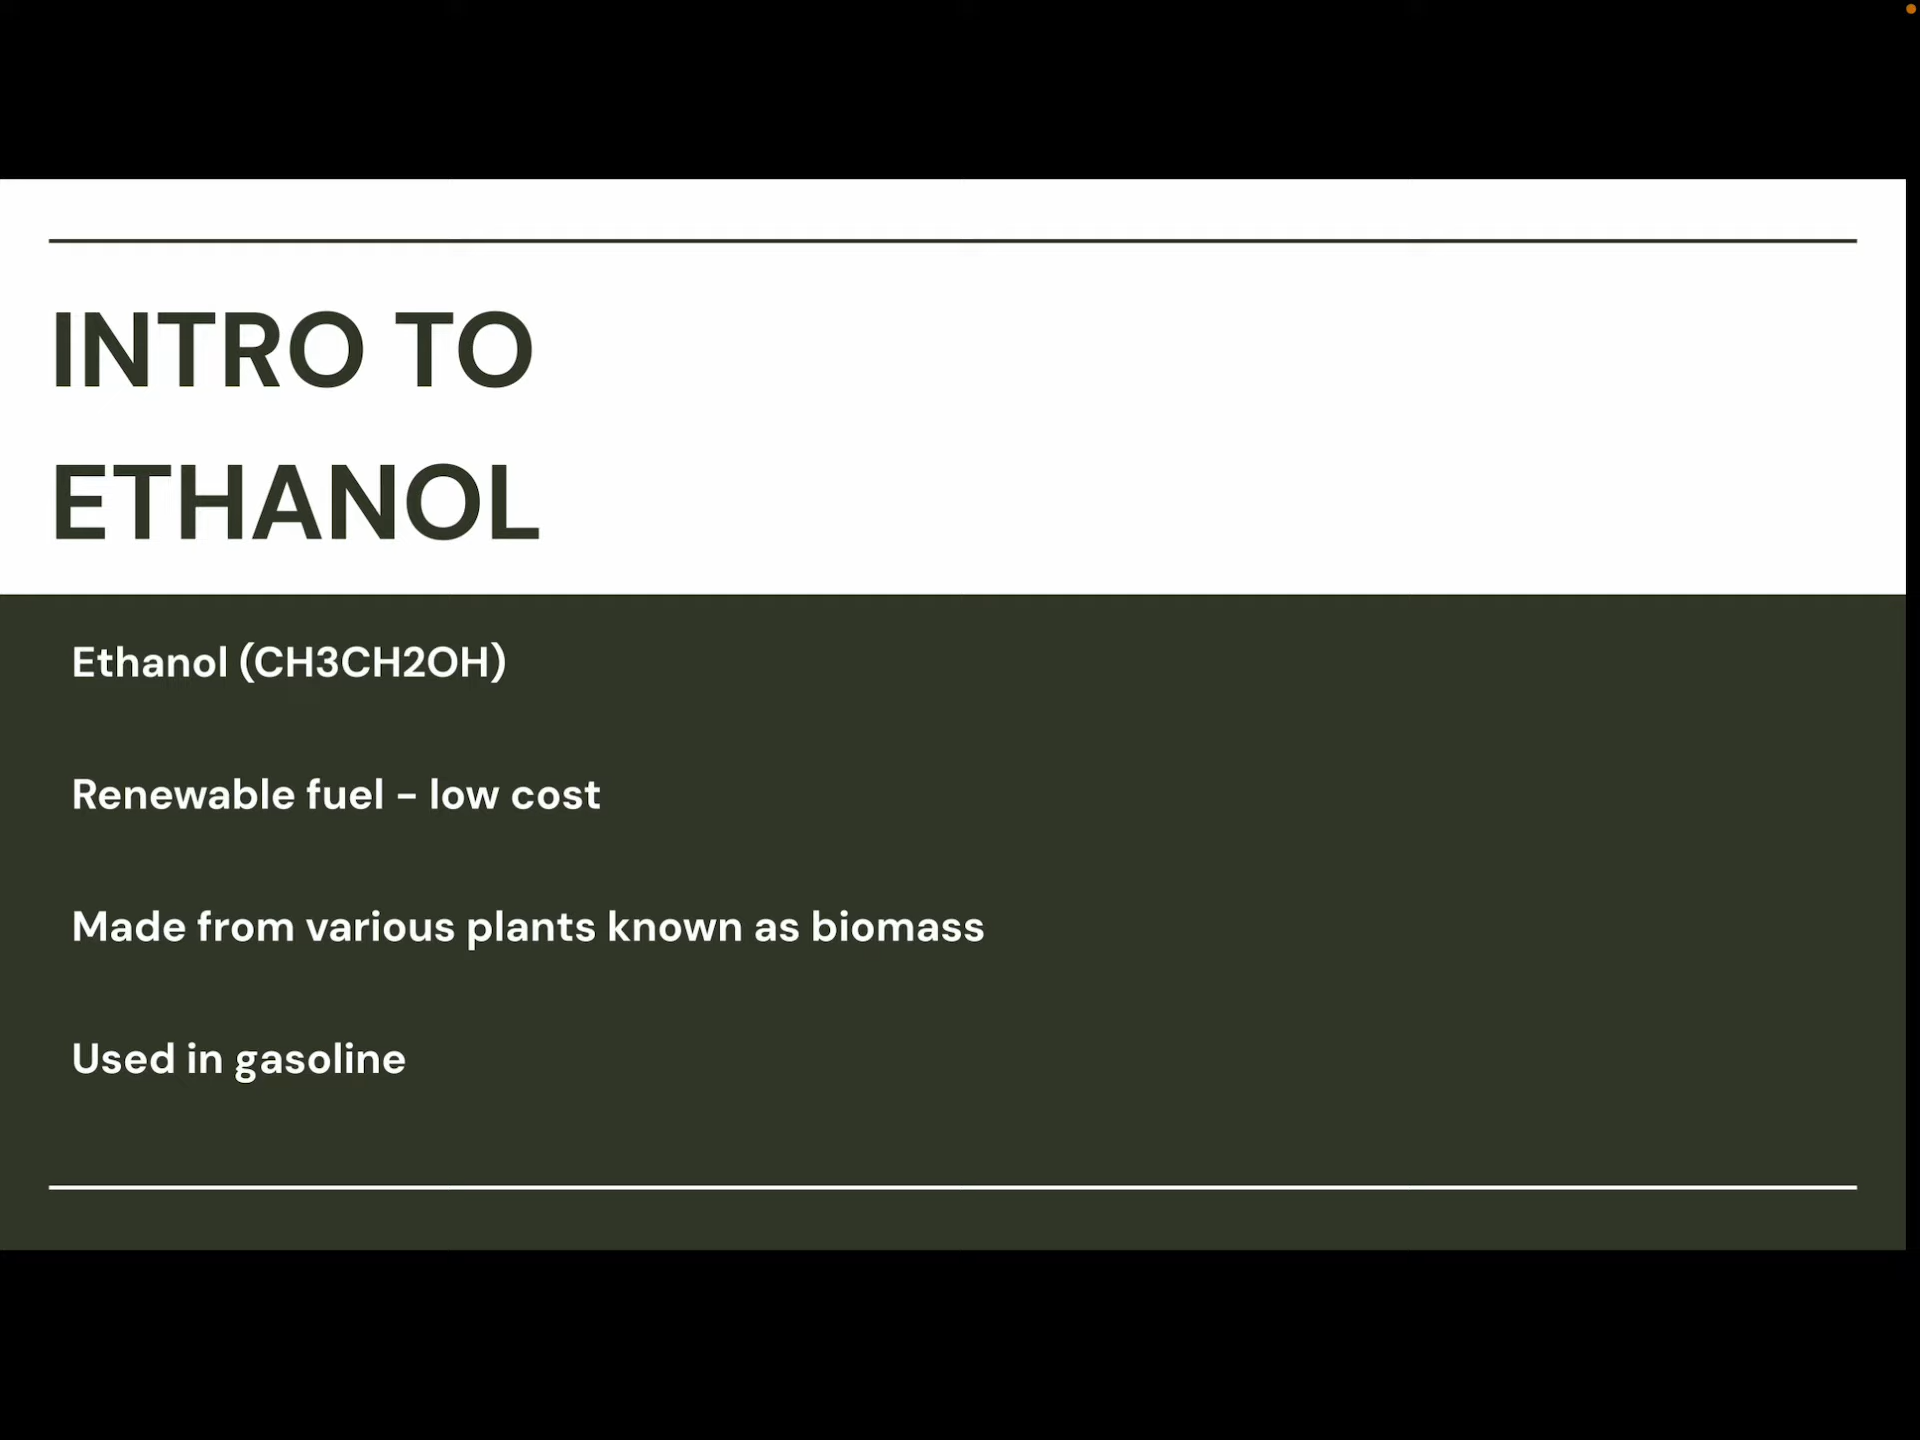 INTRO TO
ETHANOL
Ethanol (CH3CH2OH)
Renewable fuel - low cost
Made from various plants known as biomass
Used in gasoline